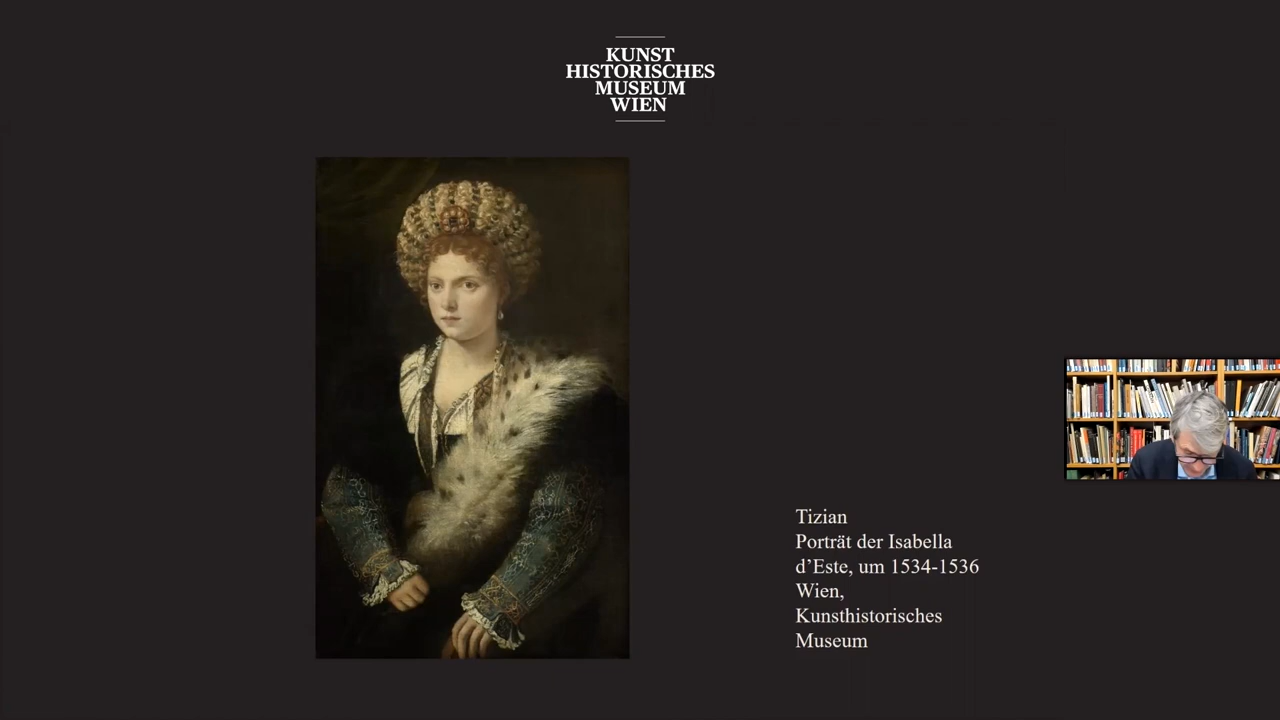 KUNST
HISTORISCHES
MUSEUM
WIEN
Tizian
Porträt der Isabella
d’Este, um 1534-1536
Wien,
Kunsthistorisches
Museum